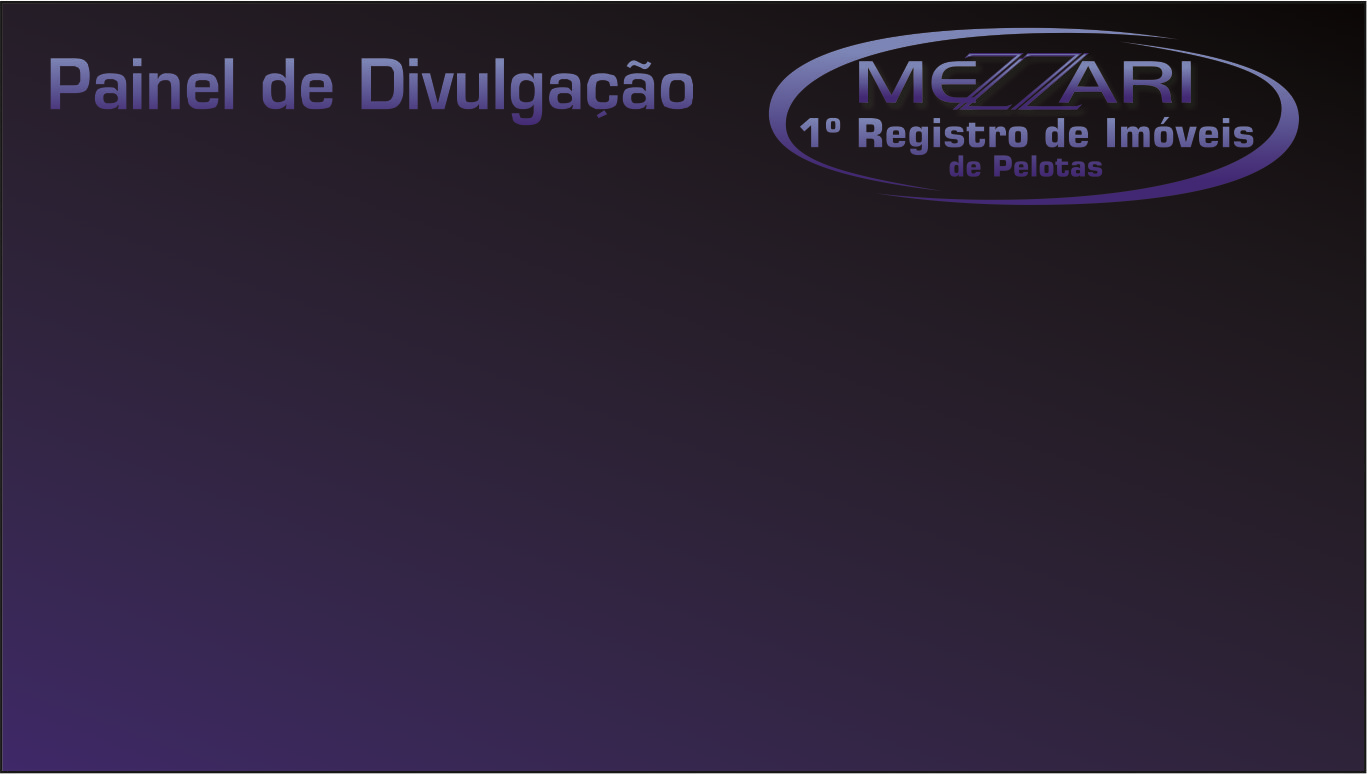 Painel de Divulgação
MEZZARI
1º Registro de Imóveis
de Pelotas